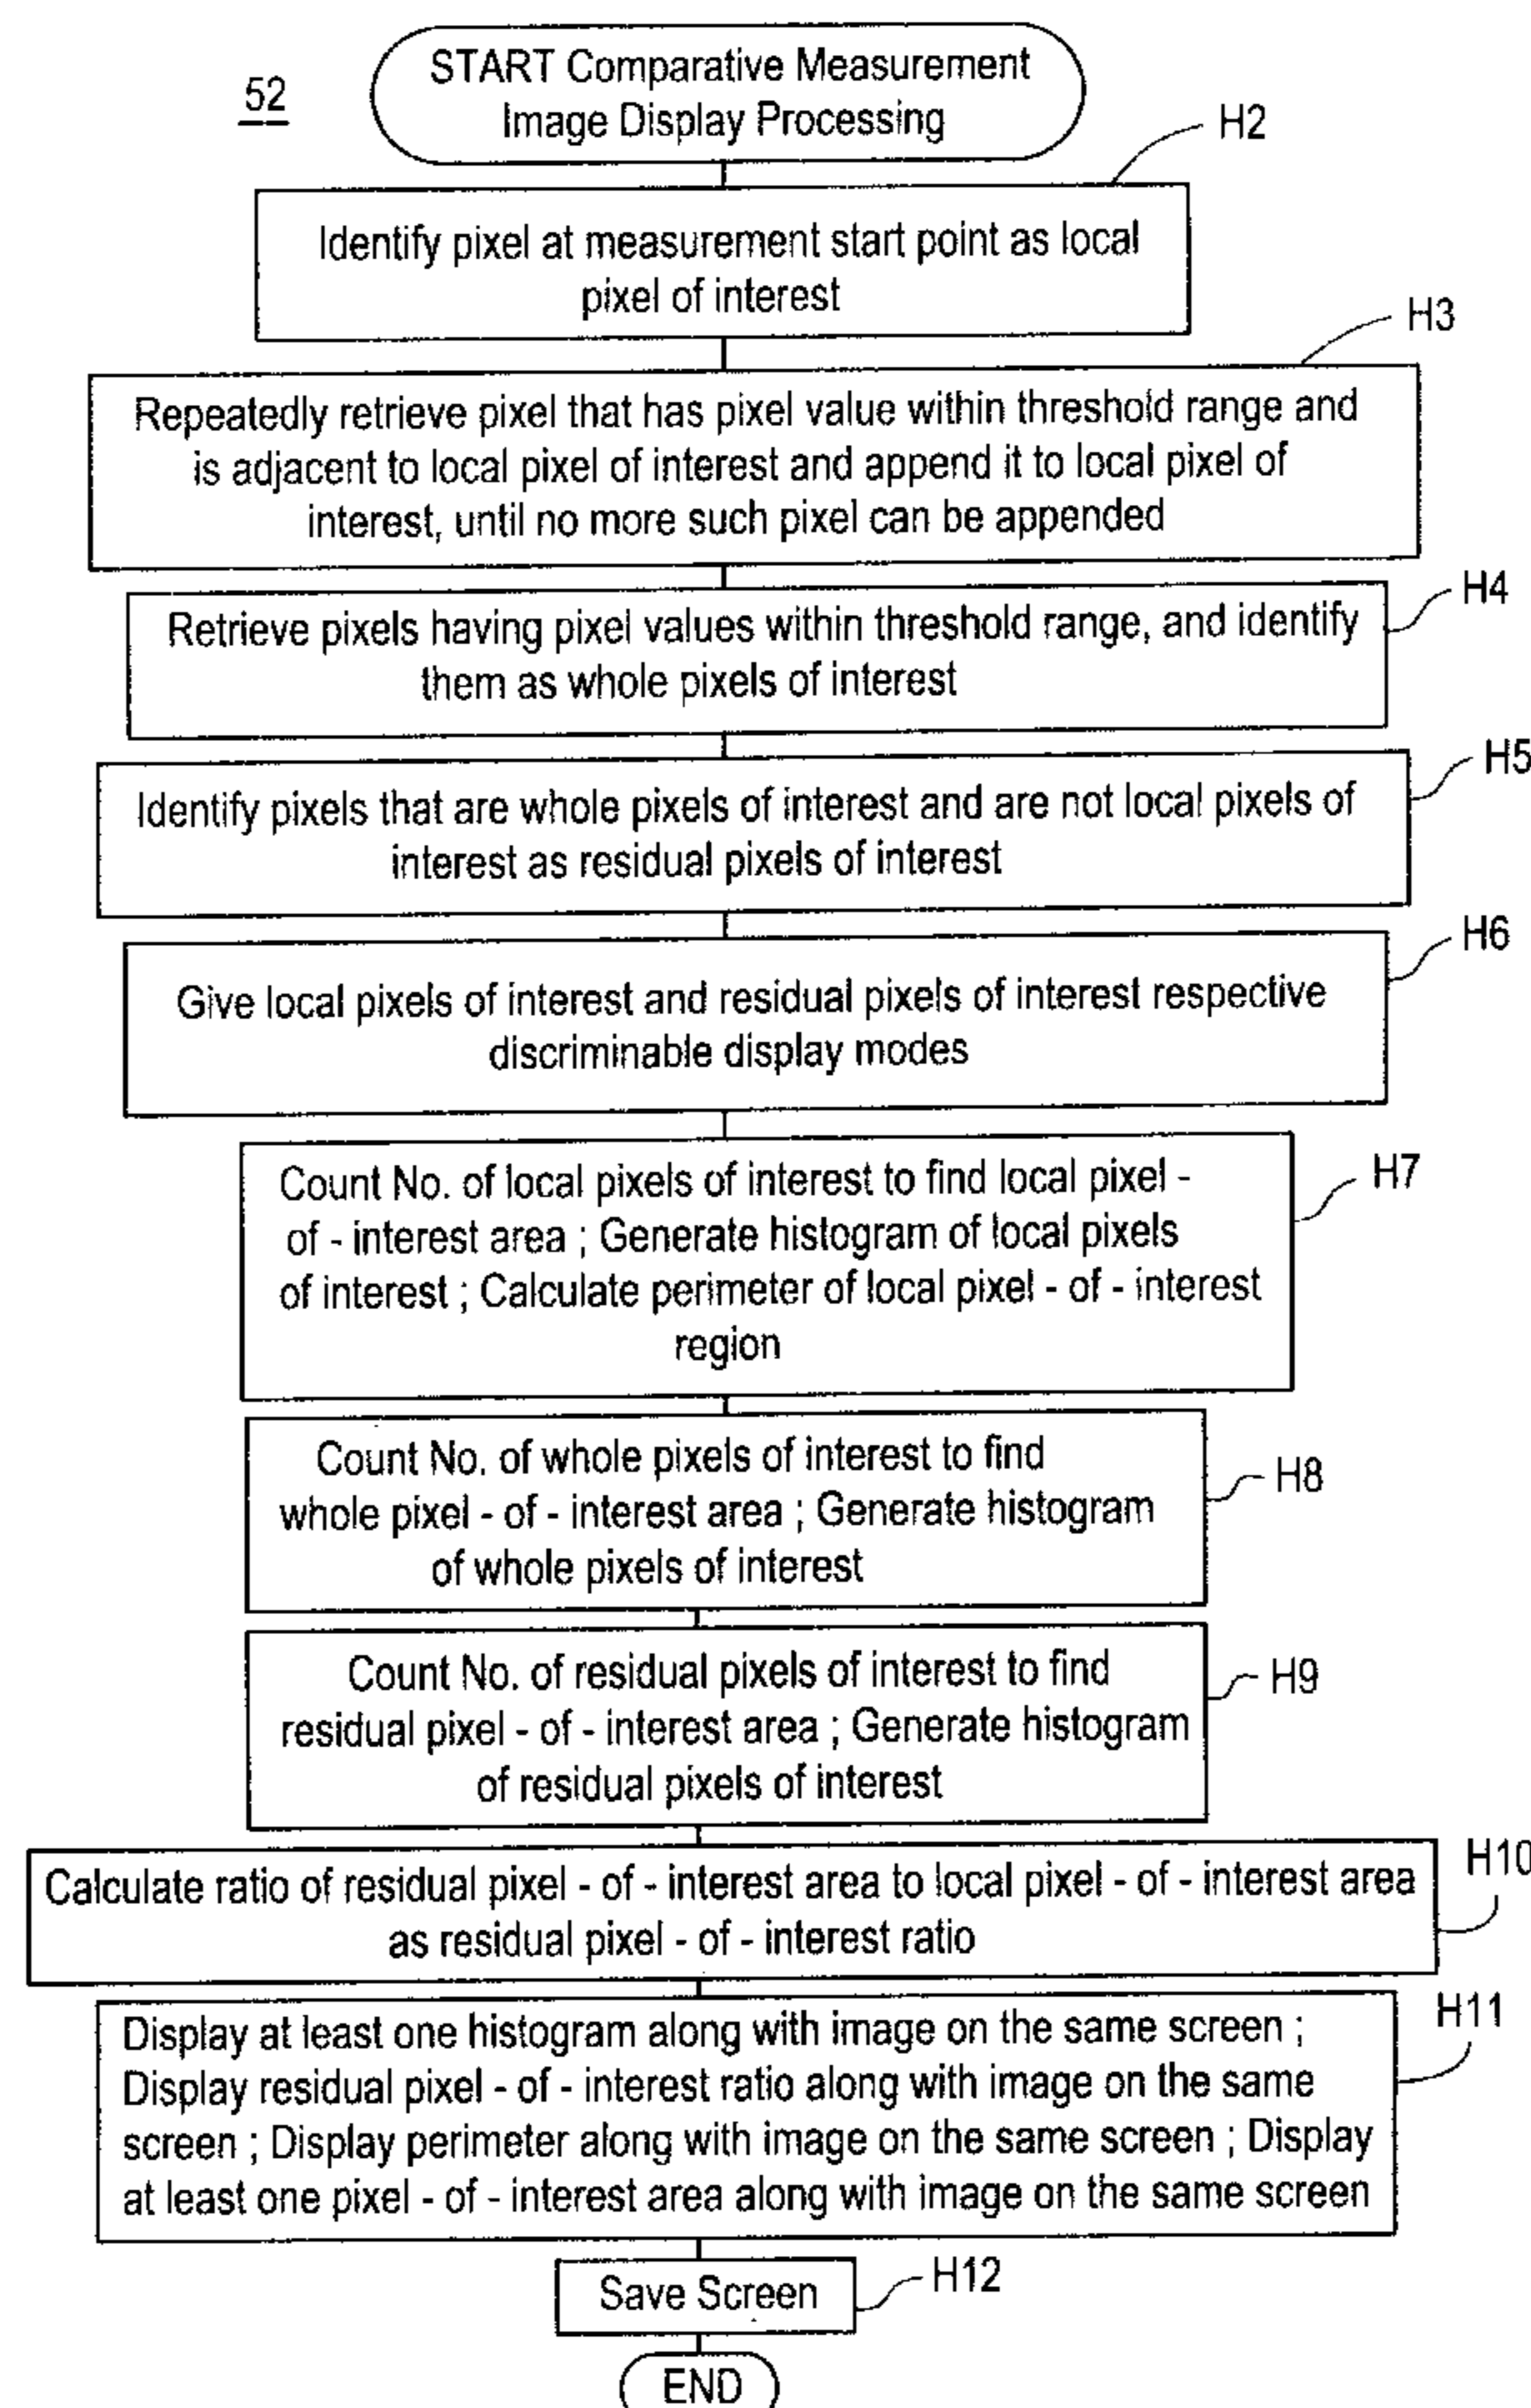 52
START Comparative Measurement
Image Display Processing
H2
Identify pixel at measurement start point as local
pixel of interest
H3
Repeatedly retrieve pixel that has pixel value within threshold range and
is adjacent to local pixel of interest and append it to local pixel of
interest, until no more such pixel can be appended
H4
Retrieve pixels having pixel values within threshold range, and identify
them as whole pixels of interest
H5
Identify pixels that are whole pixels of interest and are not local pixels of
interest as residual pixels of interest
H6
Give local pixels of interest and residual pixels of interest respective
discriminable display modes
H7
Count No. of local pixels of interest to find local pixel -
of - interest area ; Generate histogram of local pixels
of interest ; Calculate perimeter of local pixel - of - interest
region
H8
Count No. of whole pixels of interest to find
whole pixel - of - interest area ; Generate histogram
of whole pixels of interest
H9
Count No. of residual pixels of interest to find
residual pixel - of - interest area ; Generate histogram
of residual pixels of interest
H10
Calculate ratio of residual pixel - of - interest area to local pixel - of - interest area
as residual pixel - of - interest ratio
H11
Display at least one histogram along with image on the same screen ;
Display residual pixel - of - interest ratio along with image on the same
screen ; Display perimeter along with image on the same screen ; Display
at least one pixel - of - interest area along with image on the same screen
H12
Save Screen
END